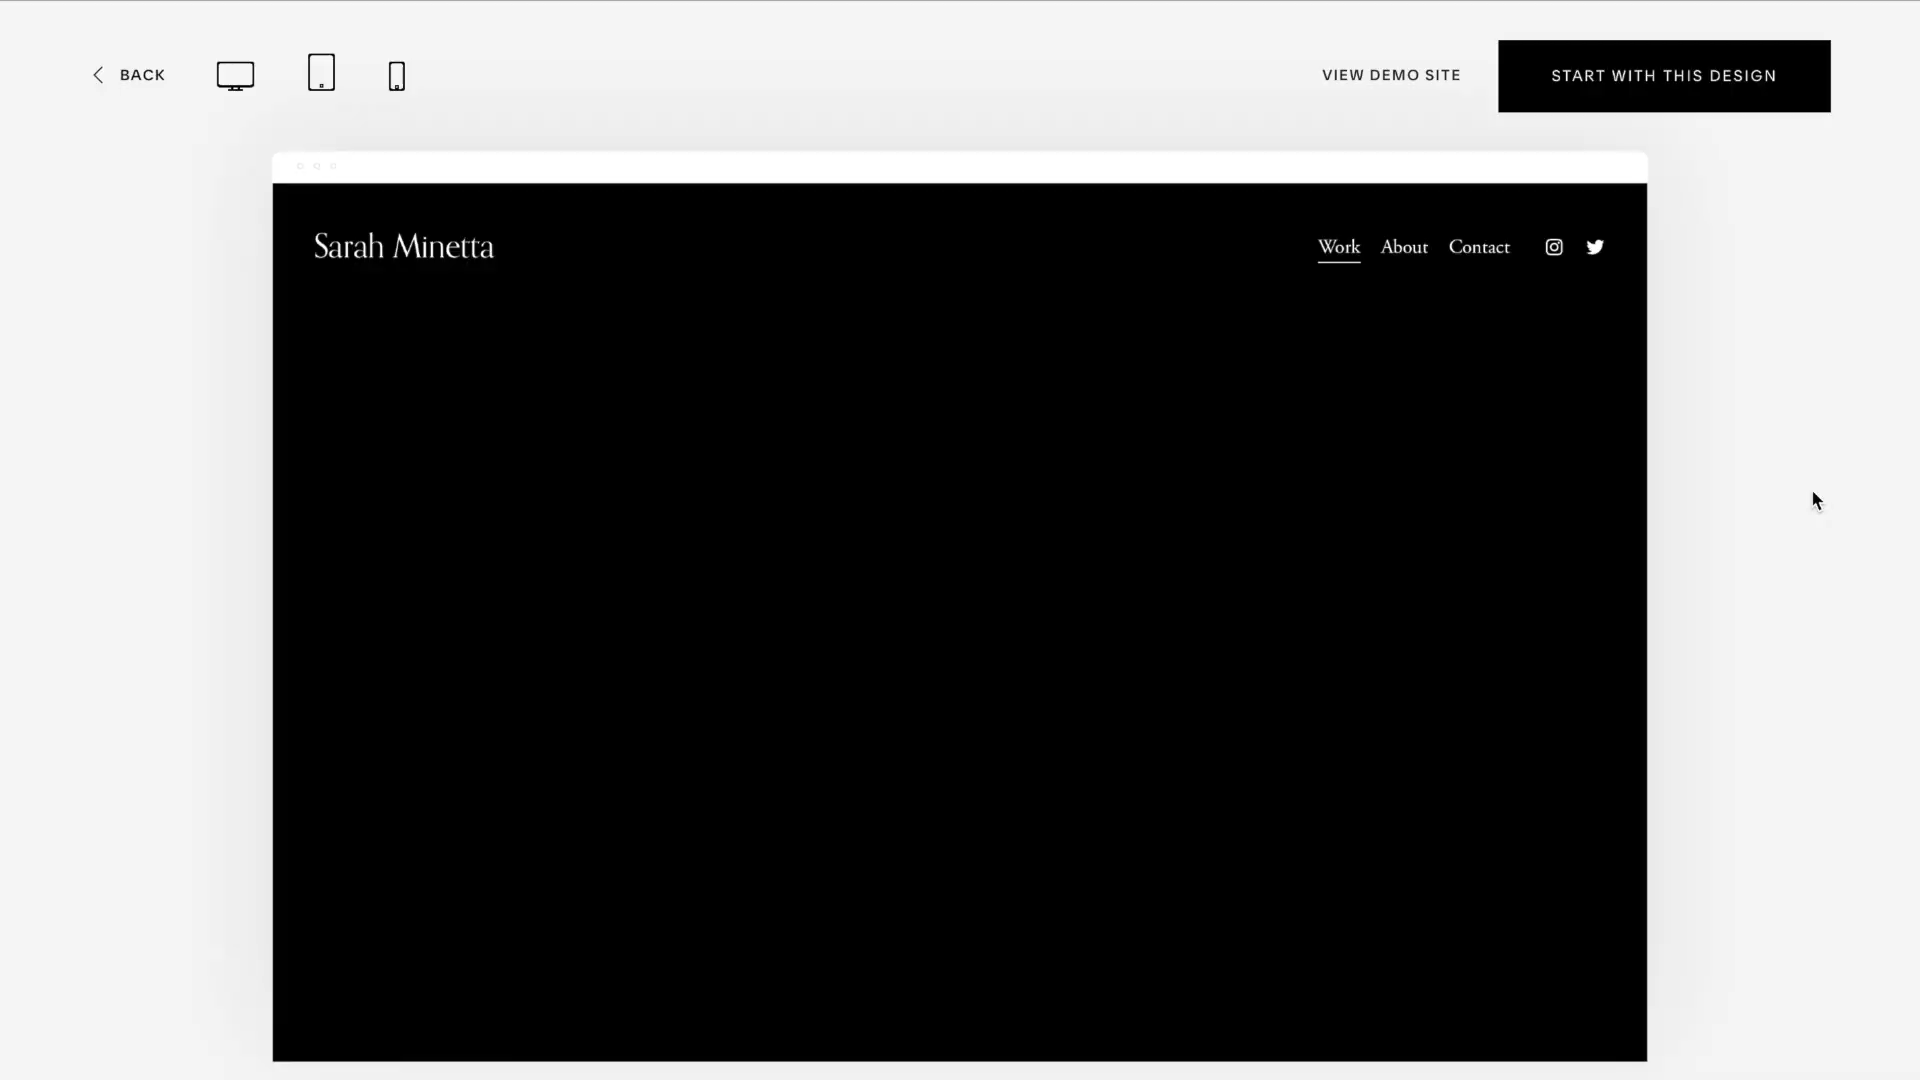 BACK
VIEW DEMO SITE
START WITH THIS DESIGN
Sarah Minetta
Work About Contact